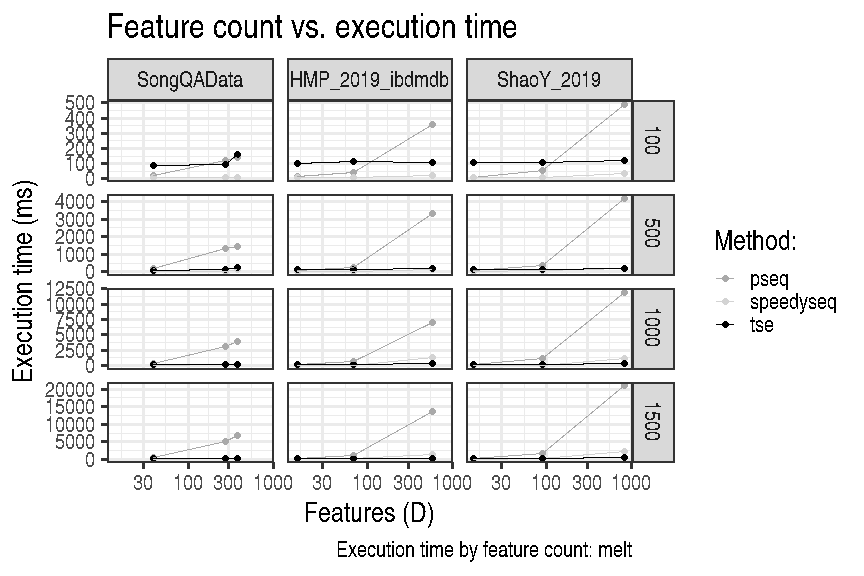 Feature count vs. execution time
SongQAData HMP_2019_ibdmdb ShaoY_2019
500
400
300
200
100
0
100
4000
3000
2000
1000
0
500
12500
10000
7500
5000
2500
0
1000
20000
15000
10000
5000
0
1500
30 100 300 1000 30 100 300 1000 30 100 300 1000
Execution time (ms)
Features (D)
Method:
pseq
speedyseq
tse
Execution time by feature count: melt